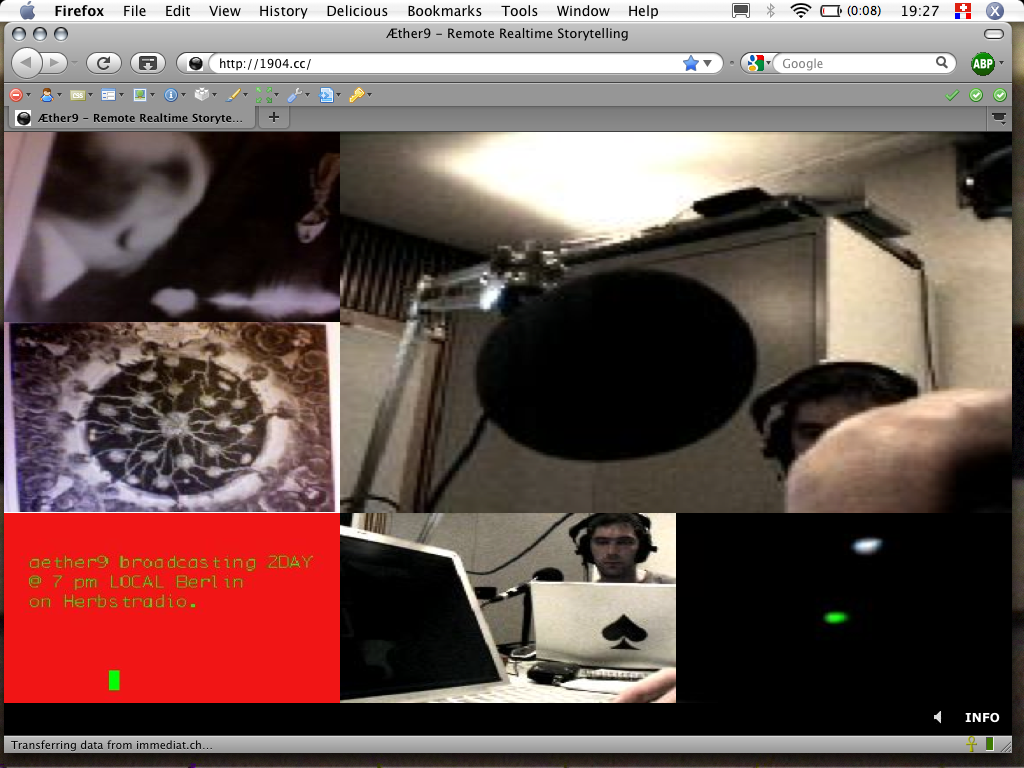 Firefox File Edit View History Delicious Bookmarks Tools Window Help (0:08) 19:27
Æther9 - Remote Realtime Storytelling
http://1904.cc/ Google ABP
css
Æther9 - Remote Realtime Storyte... +
aether9 broadcasting 2DAY
@ 7 pm LOCAL Berlin
on Herbstradio.
INFO
Transferring data from immediat.ch...